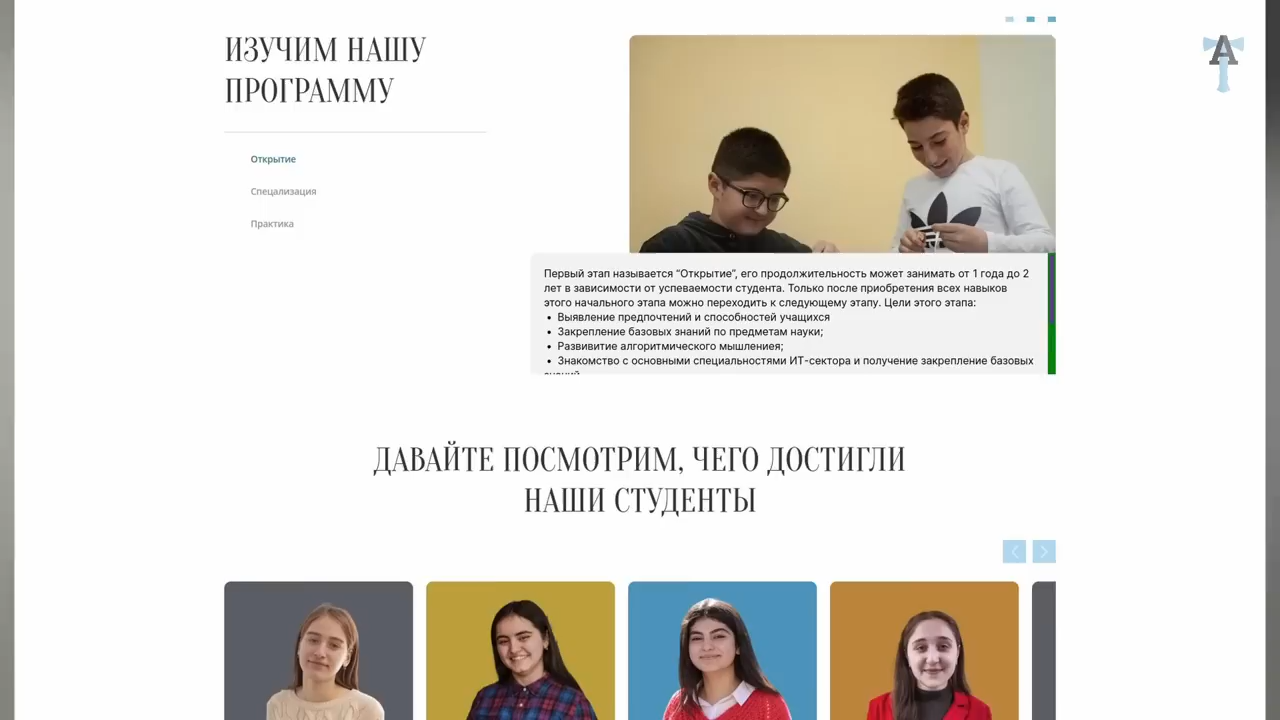 ИЗУЧИМ НАШУ
ПРОГРАММУ
Открытие
Спецализация
Практика
Первый этап называется “Открытие”, его продолжительность может занимать от 1 года до 2
лет в зависимости от успеваемости студента. Только после приобретения всех навыков
этого начального этапа можно переходить к следующему этапу. Цели этого этапа:
• Выявление предпочтений и способностей учащихся
• Закрепление базовых знаний по предметам науки;
• Развивитие алгоритмического мышлениея;
• Знакомство с основными специальностями ИТ-сектора и получение закрепление базовых
ДАВАЙТЕ ПОСМОТРИМ, ЧЕГО ДОСТИГЛИ
НАШИ СТУДЕНТЫ